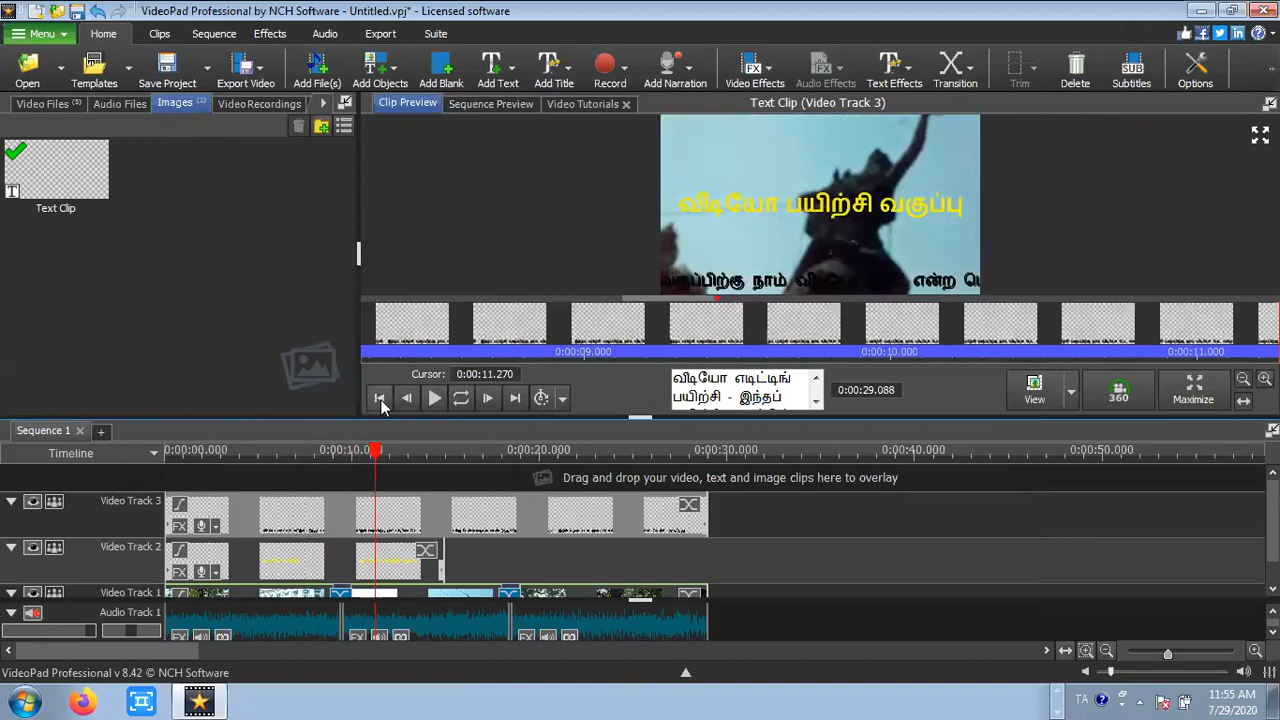 VideoPad Professional by NCH Software - Untitled.vpj* - Licensed software
Menu Home Clips Sequence Effects Audio Export Suite
Open Templates Save Project Export Video Add File(s) Add Objects Add Blank Add Text Add Title Record Add Narration Video Effects Audio Effects Text Effects Transition Trim Delete Subtitles Options
Video Files Audio Files Images (1) Video Recordings
Clip Preview Sequence Preview Video Tutorials Text Clip (Video Track 3)
Text Clip
வீடியோ பயிற்சி வகுப்பு
நாம் என்ற
0:00:09.000 0:00:10.000 0:00:11.000
Cursor: 0:00:11.270
வீடியோ எடிட்டிங்
பயிற்சி - இந்தப்
0:00:29.088
View 360 Maximize
Sequence 1
Timeline 0:00:00.000 0:00:10.000 0:00:20.000 0:00:30.000 0:00:40.000 0:00:50.000
Drag and drop your video, text and image clips here to overlay
Video Track 3
FX
Video Track 2
FX
Video Track 1
Audio Track 1
FX FX FX
VideoPad Professional v 8.42 © NCH Software
TA 11:55 AM
7/29/2020